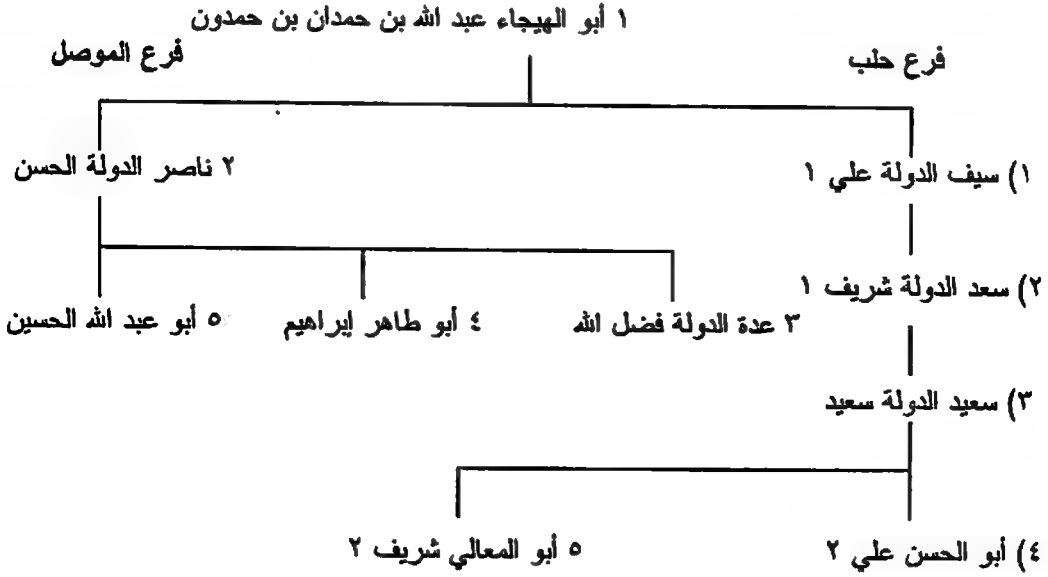 ١ أبو الهيجاء عبد الله بن حمدان بن حمدون
فرع حلب
فرع الموصل
١) سيف الدولة علي ١
٢ ناصر الدولة الحسن
٢) سعد الدولة شريف ١
٣ عدة الدولة فضل الله
٤ أبو طاهر إبراهيم
٥ أبو عبد الله الحسين
٣) سعيد الدولة سعيد
٤) أبو الحسن علي ٢
٥ أبو المعالي شريف ٢